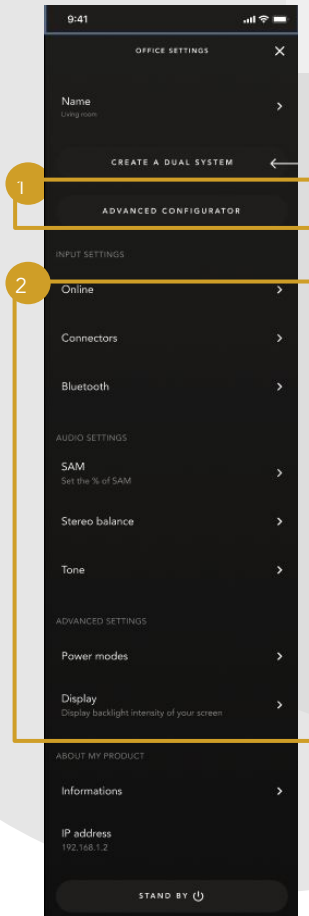 9:41
OFFICE SETTINGS
Name
Living room
CREATE A DUAL SYSTEM
1
ADVANCED CONFIGURATOR
INPUT SETTINGS
2
Online
Connectors
Bluetooth
AUDIO SETTINGS
SAM
Set the % of SAM
Stereo balance
Tone
ADVANCED SETTINGS
Power modes
Display
Display backlight intensity of your screen
ABOUT MY PRODUCT
Informations
IP address
192.168.1.2
STAND BY